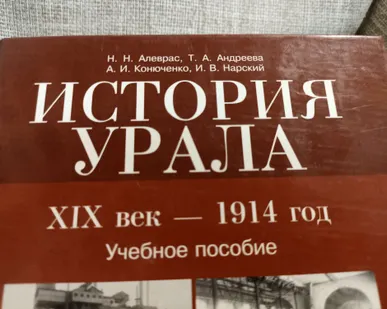 Н. Н. Алеврас, Т. А. Андреева
А. И. Конюченко, И. В. Нарский
ИСТОРИЯ
УРАЛА
XIX век — 1914 год
Учебное пособие